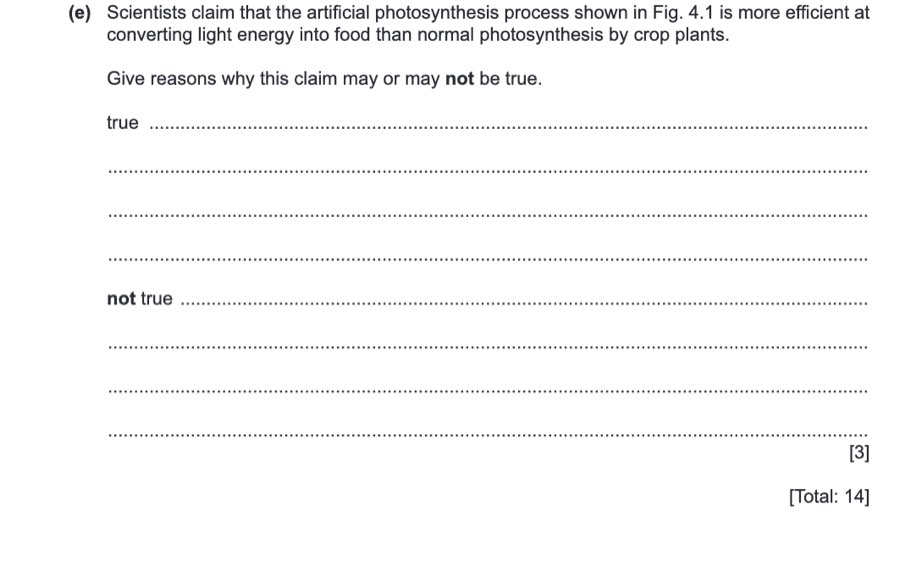 (e) Scientists claim that the artificial photosynthesis process shown in Fig. 4.1 is more efficient at
converting light energy into food than normal photosynthesis by crop plants.
Give reasons why this claim may or may not be true.
true ....................................................................................................
....................................................................................................
....................................................................................................
....................................................................................................
not true ....................................................................................................
....................................................................................................
....................................................................................................
....................................................................................................
[3]
[Total: 14]